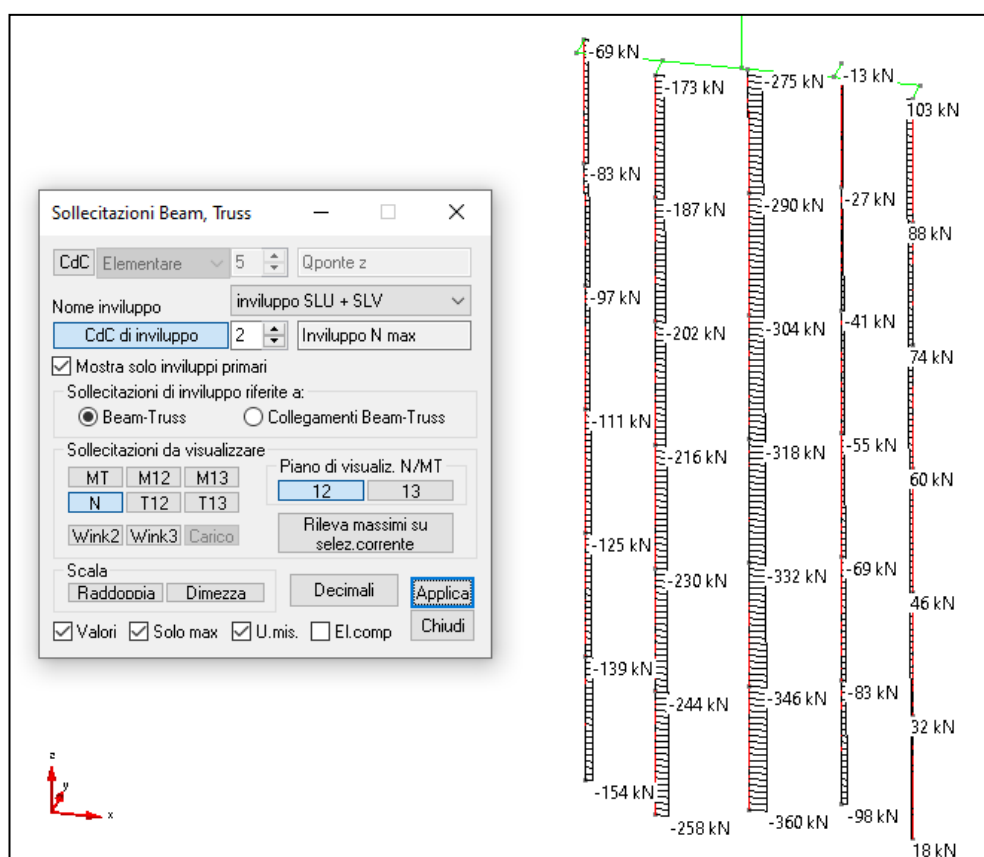 Sollecitazioni Beam, Truss
CdC Elementare 5 Qponte z
Nome inviluppo inviluppo SLU + SLV
CdC di inviluppo 2 Inviluppo N max
Mostra solo inviluppi primari
Sollecitazioni di inviluppo riferite a:
Beam-Truss Collegamenti Beam-Truss
Sollecitazioni da visualizzare
MT M12 M13
N T12 T13
Wink2 Wink3 Carico
Piano di visualiz. N/MT
12 13
Rileva massimi su
selez.corrente
Scala
Raddoppia Dimezza
Decimali Applica
Valori Solo max U.mis. El.comp Chiudi
-69 kN
-83 kN
-97 kN
-111 kN
-125 kN
-139 kN
-154 kN
-173 kN
-187 kN
-202 kN
-216 kN
-230 kN
-244 kN
-258 kN
-275 kN
-290 kN
-304 kN
-318 kN
-332 kN
-346 kN
-360 kN
-13 kN
-27 kN
-41 kN
-55 kN
-69 kN
-83 kN
-98 kN
103 kN
88 kN
74 kN
60 kN
46 kN
32 kN
18 kN
z
y
x